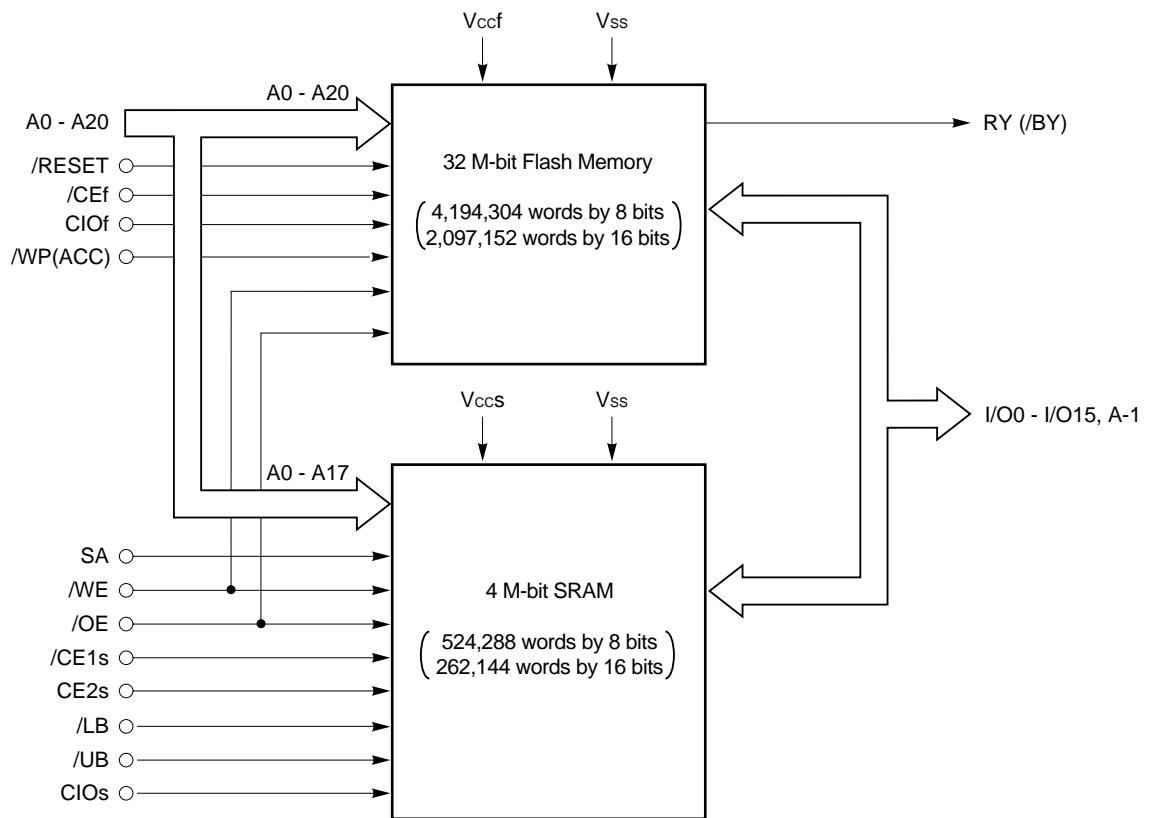 VCCf
VSS
A0 - A20
A0 - A20
RY (/BY)
/RESET
/CEf
CIOf
/WP(ACC)
32 M-bit Flash Memory
4,194,304 words by 8 bits
2,097,152 words by 16 bits
VCCs
VSS
I/O0 - I/O15, A-1
A0 - A17
SA
/WE
/OE
/CE1s
CE2s
/LB
/UB
CIOs
4 M-bit SRAM
524,288 words by 8 bits
262,144 words by 16 bits